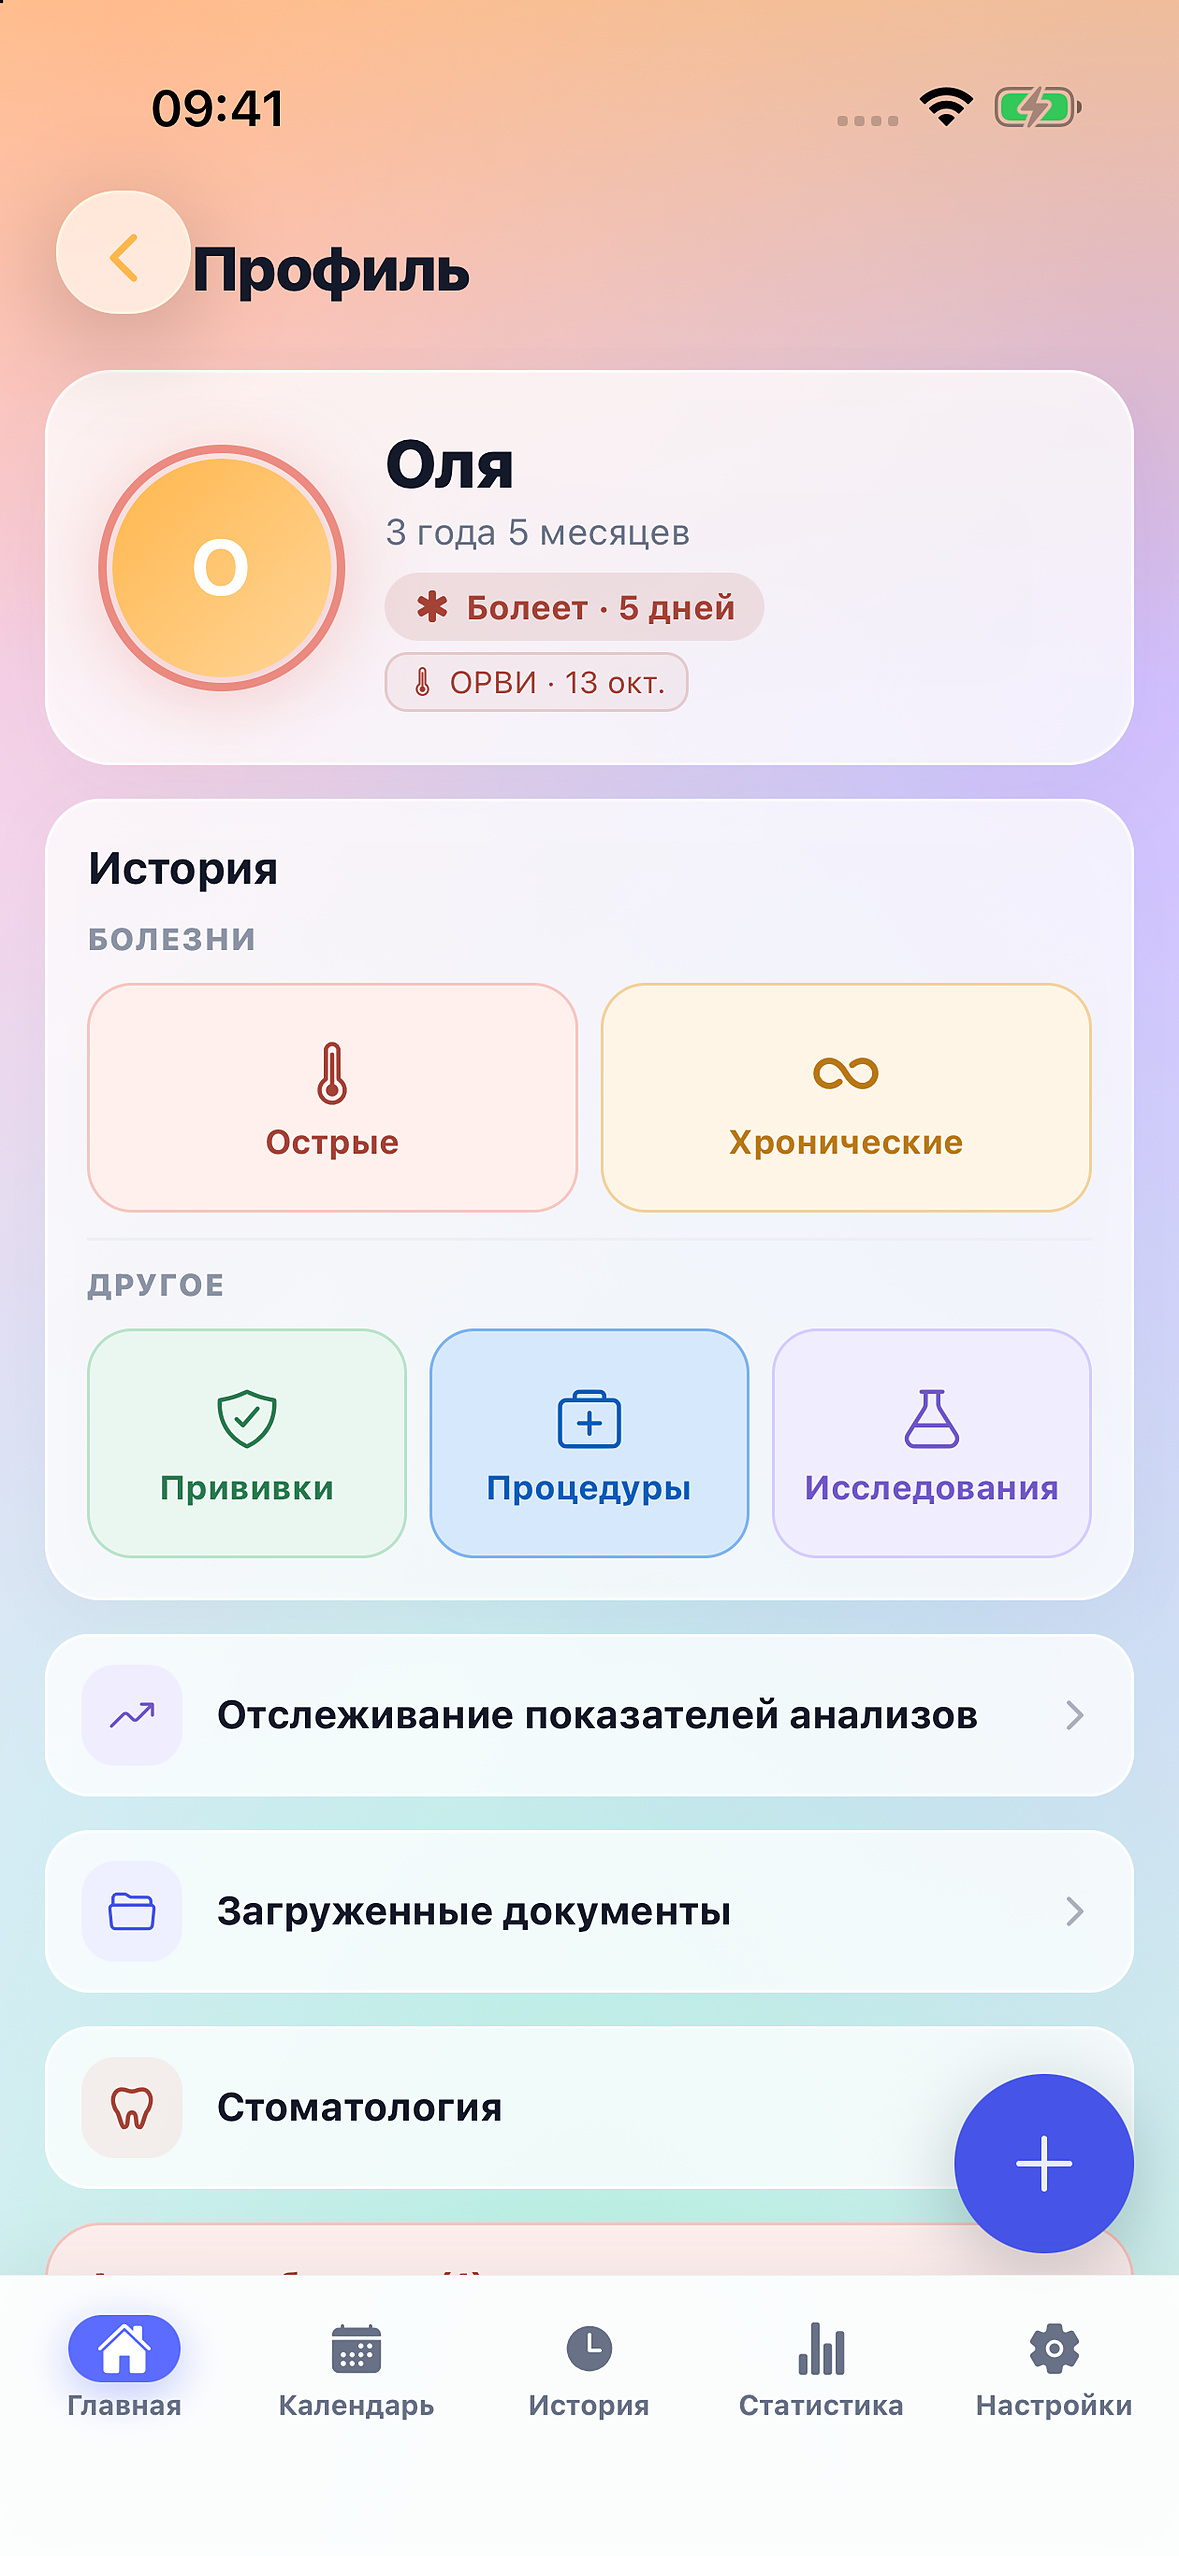 09:41
Профиль
О
Оля
3 года 5 месяцев
Болеет · 5 дней
ОРВИ · 13 окт.
История
БОЛЕЗНИ
Острые
Хронические
ДРУГОЕ
Прививки
Процедуры
Исследования
Отслеживание показателей анализов
Загруженные документы
Стоматология
Главная
Календарь
История
Статистика
Настройки